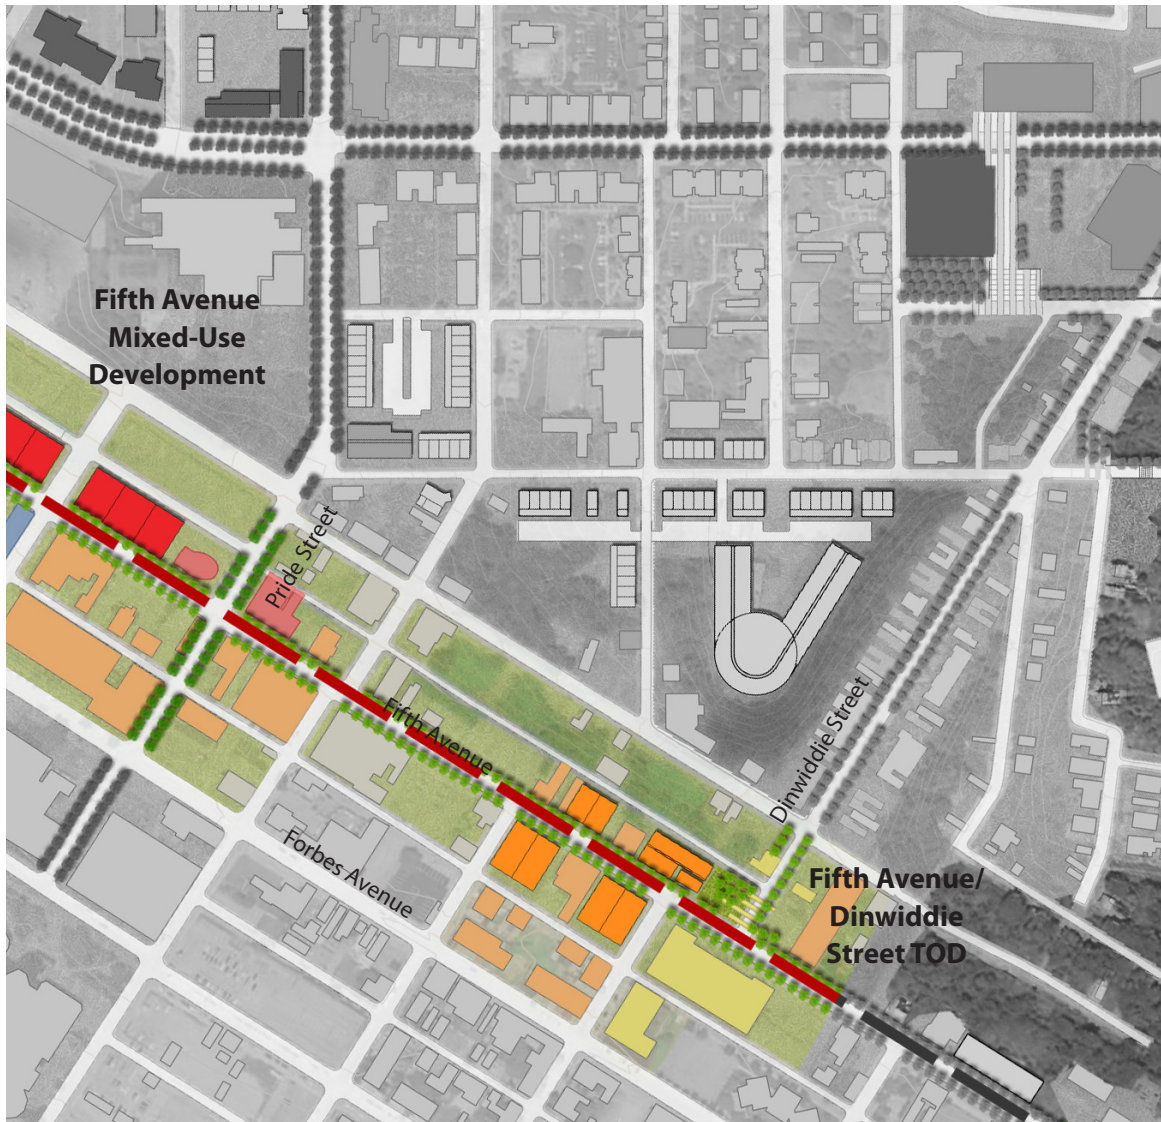 Fifth Avenue
Mixed-Use
Development
Pride Street
Fifth Avenue
Dinwiddie Street
Forbes Avenue
Fifth Avenue/
Dinwiddie
Street TOD